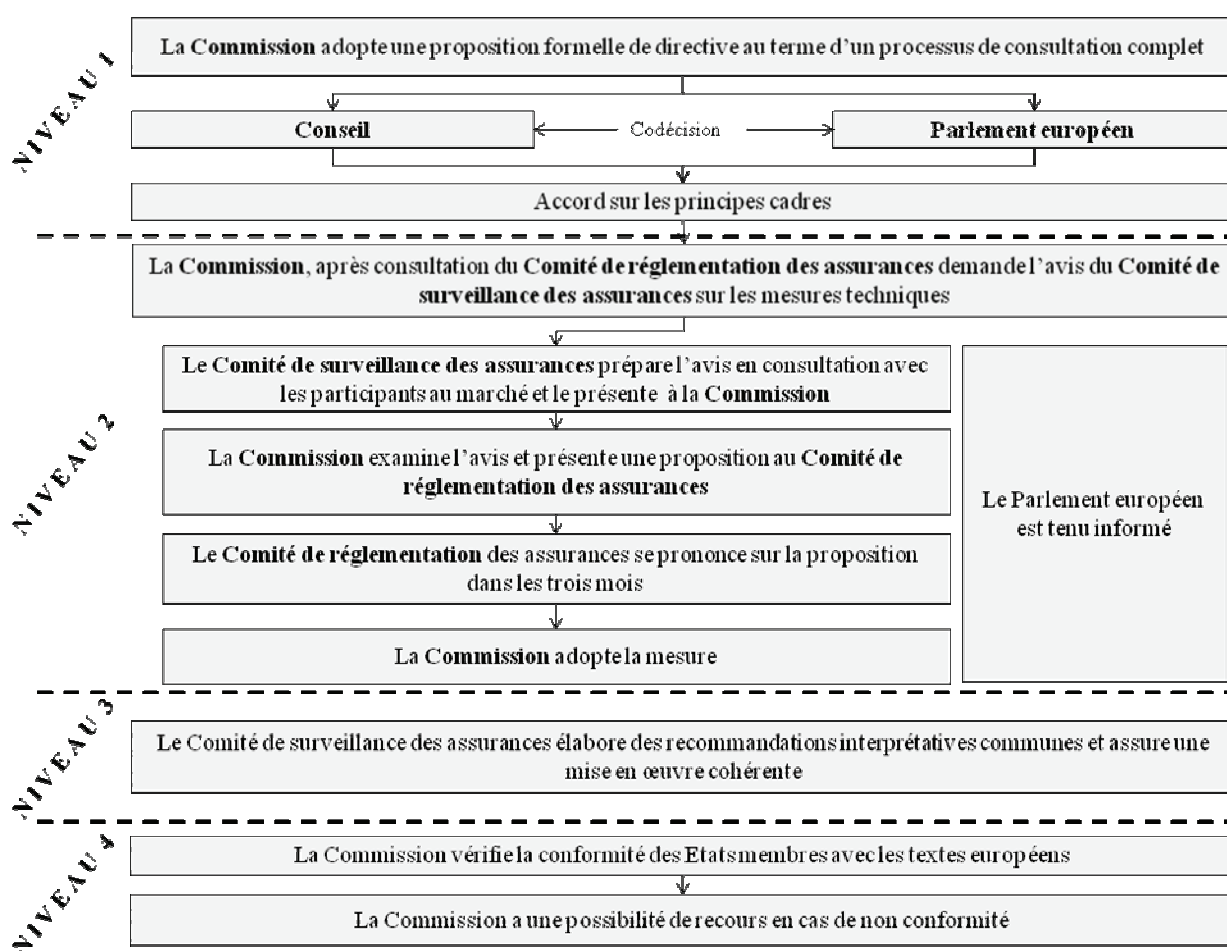 NIVEAU 1
La Commission adopte une proposition formelle de directive au terme d'un processus de consultation complet
Conseil
Codécision
Parlement européen
Accord sur les principes cadres
NIVEAU 2
La Commission, après consultation du Comité de réglementation des assurances demande l'avis du Comité de
surveillance des assurances sur les mesures techniques
Le Comité de surveillance des assurances prépare l'avis en consultation avec
les participants au marché et le présente à la Commission
La Commission examine l'avis et présente une proposition au Comité de
réglementation des assurances
Le Comité de réglementation des assurances se prononce sur la proposition
dans les trois mois
La Commission adopte la mesure
Le Parlement européen
est tenu informé
NIVEAU 3
Le Comité de surveillance des assurances élabore des recommandations interprétatives communes et assure une
mise en œuvre cohérente
NIVEAU 4
La Commission vérifie la conformité des Etats membres avec les textes européens
La Commission a une possibilité de recours en cas de non conformité